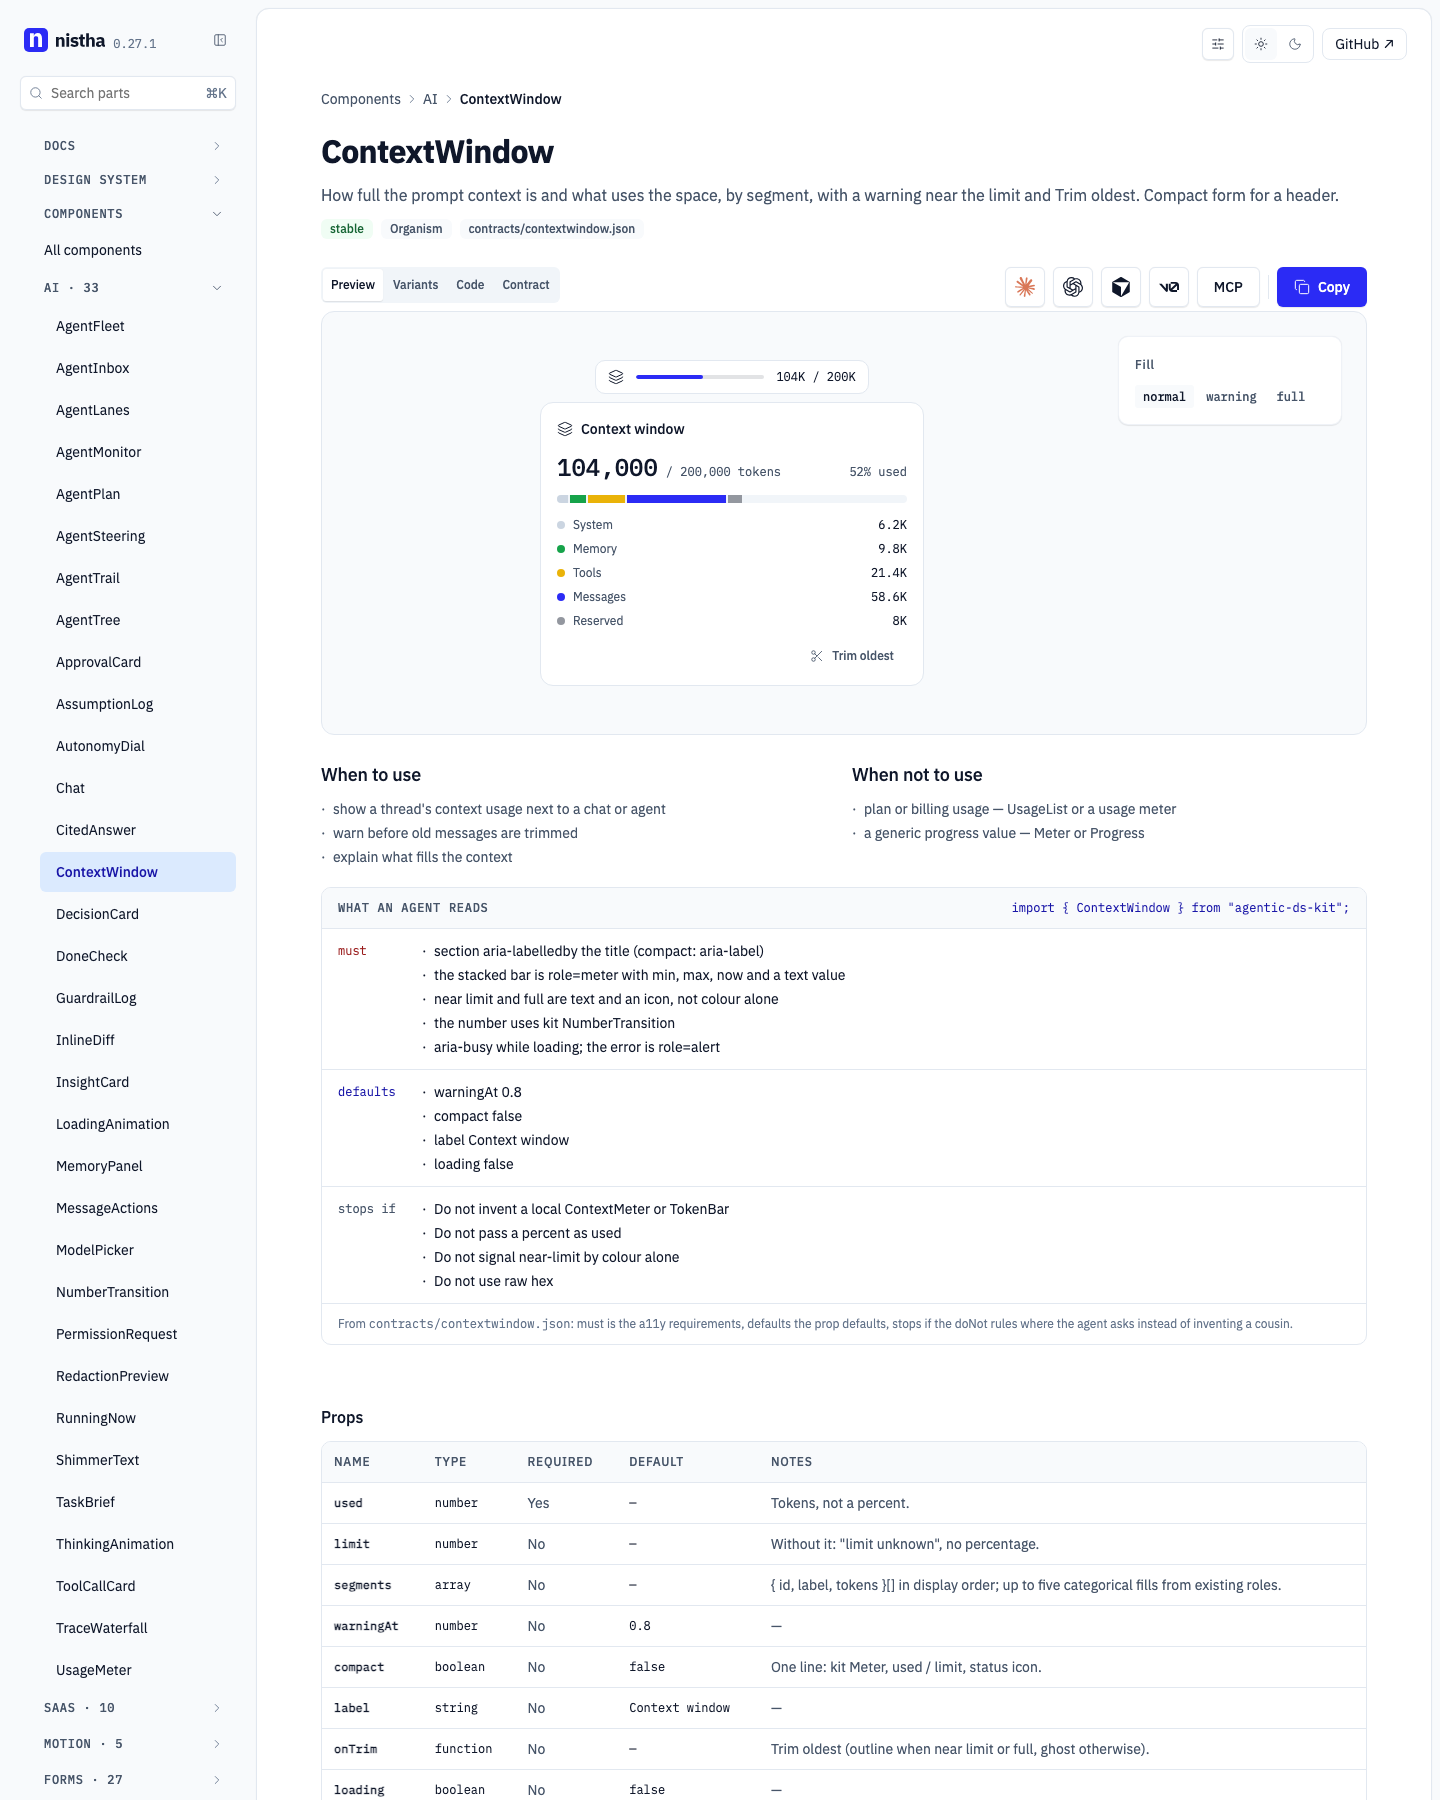 nistha 0.27.1
Search parts ⌘K
DOCS
DESIGN SYSTEM
COMPONENTS
All components
AI · 33
AgentFleet
AgentInbox
AgentLanes
AgentMonitor
AgentPlan
AgentSteering
AgentTrail
AgentTree
ApprovalCard
AssumptionLog
AutonomyDial
Chat
CitedAnswer
ContextWindow
DecisionCard
DoneCheck
GuardrailLog
InlineDiff
InsightCard
LoadingAnimation
MemoryPanel
MessageActions
ModelPicker
NumberTransition
PermissionRequest
RedactionPreview
RunningNow
ShimmerText
TaskBrief
ThinkingAnimation
ToolCallCard
TraceWaterfall
UsageMeter
SAAS · 10
MOTION · 5
FORMS · 27
GitHub ↗
Components > AI > ContextWindow
ContextWindow
How full the prompt context is and what uses the space, by segment, with a warning near the limit and Trim oldest. Compact form for a header.
stable Organism contracts/contextwindow.json
Preview Variants Code Contract
v0 MCP Copy
104K / 200K
Context window
104,000 / 200,000 tokens 52% used
System 6.2K
Memory 9.8K
Tools 21.4K
Messages 58.6K
Reserved 8K
Trim oldest
Fill
normal warning full
When to use
· show a thread's context usage next to a chat or agent
· warn before old messages are trimmed
· explain what fills the context
When not to use
· plan or billing usage — UsageList or a usage meter
· a generic progress value — Meter or Progress
WHAT AN AGENT READS import { ContextWindow } from "agentic-ds-kit";
must · section aria-labelledby the title (compact: aria-label)
· the stacked bar is role=meter with min, max, now and a text value
· near limit and full are text and an icon, not colour alone
· the number uses kit NumberTransition
· aria-busy while loading; the error is role=alert
defaults · warningAt 0.8
· compact false
· label Context window
· loading false
stops if · Do not invent a local ContextMeter or TokenBar
· Do not pass a percent as used
· Do not signal near-limit by colour alone
· Do not use raw hex
From contracts/contextwindow.json: must is the a11y requirements, defaults the prop defaults, stops if the doNot rules where the agent asks instead of inventing a cousin.
Props
NAME TYPE REQUIRED DEFAULT NOTES
used number Yes — Tokens, not a percent.
limit number No — Without it: "limit unknown", no percentage.
segments array No — { id, label, tokens }[] in display order; up to five categorical fills from existing roles.
warningAt number No 0.8 —
compact boolean No false One line: kit Meter, used / limit, status icon.
label string No Context window —
onTrim function No — Trim oldest (outline when near limit or full, ghost otherwise).
loading boolean No false —